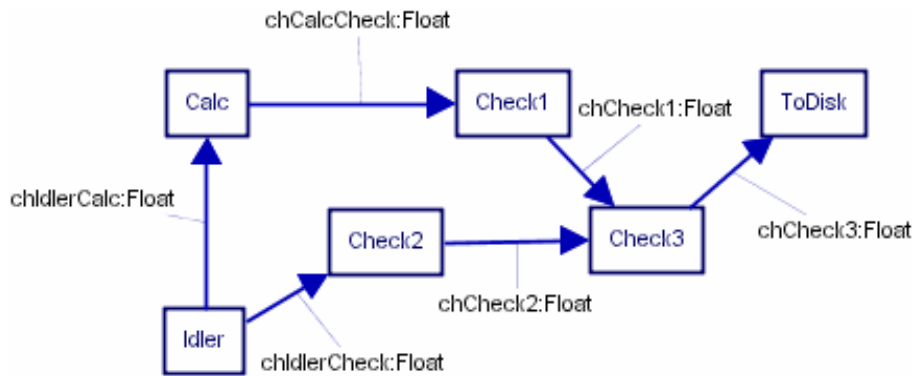 chCalcCheck:Float
Calc
Check1
ToDisk
chCheck1:Float
chIdlerCalc:Float
Check2
Check3
chCheck3:Float
chCheck2:Float
Idler
chIdlerCheck:Float